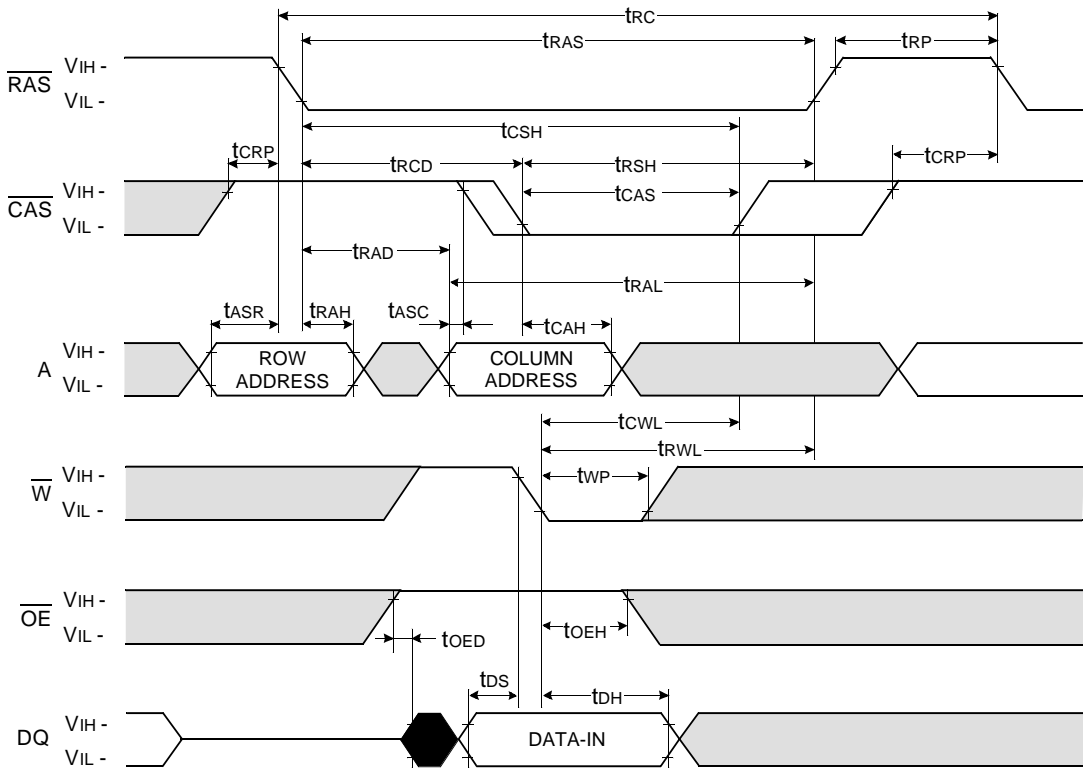 tRC
tRAS
tRP
RAS
VIH -
VIL -
tCSH
tCRP
tRCD
tRSH
tCRP
CAS
VIH -
VIL -
tCAS
tRAD
tRAL
tASR
tRAH
tASC
tCAH
A
VIH -
VIL -
ROW
ADDRESS
COLUMN
ADDRESS
tCWL
tRWL
W
VIH -
VIL -
tWP
OE
VIH -
VIL -
tOED
tOEH
tDS
tDH
DQ
VIH -
VIL -
DATA-IN